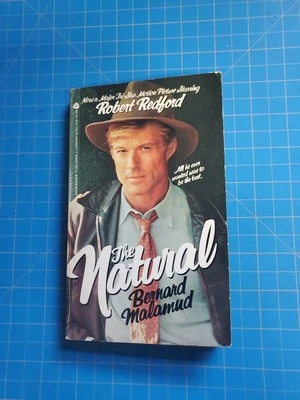 Now a Major Tri-Star Motion Picture Starring
Robert Redford
All he ever
wanted was to
be the best...
The
Natural
Bernard
Malamud